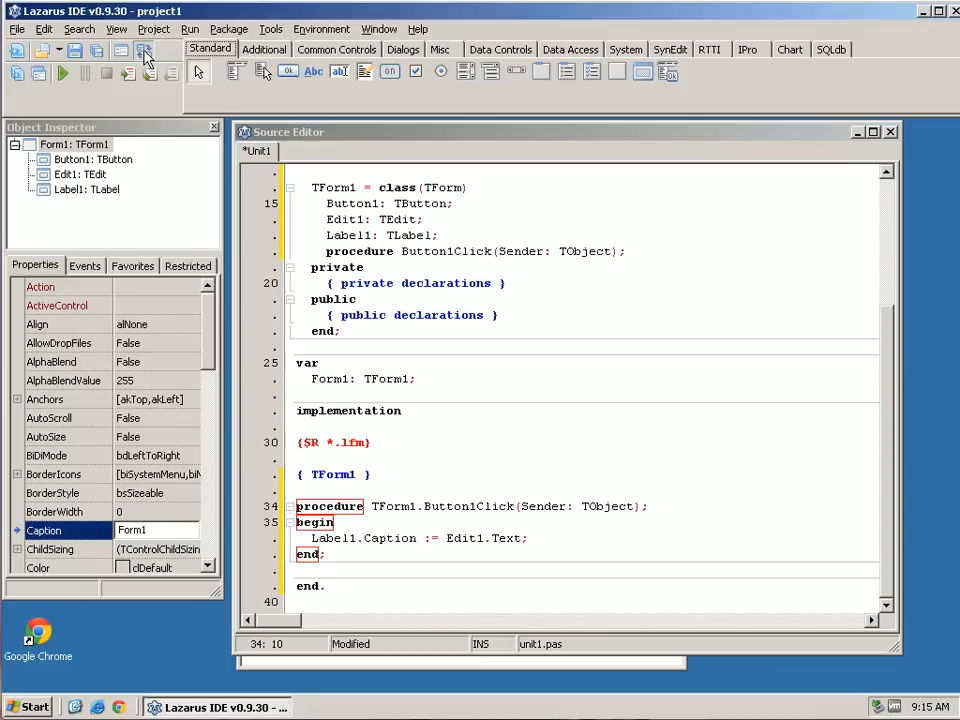 Lazarus IDE v0.9.30 - project1
File Edit Search View Project Run Package Tools Environment Window Help
Standard Additional Common Controls Dialogs Misc Data Controls Data Access System SynEdit RTTI IPro Chart SQLdb
Ok Abc ab on
Object Inspector
Form1: TForm1
Button1: TButton
Edit1: TEdit
Label1: TLabel
Properties Events Favorites Restricted
Action
ActiveControl
Align alNone
AllowDropFiles False
AlphaBlend False
AlphaBlendValue 255
Anchors [akTop,akLeft]
AutoScroll False
AutoSize False
BiDiMode bdLeftToRight
BorderIcons [biSystemMenu,biM
BorderStyle bsSizeable
BorderWidth 0
Caption Form1
ChildSizing (TControlChildSizin
Color clDefault
Source Editor
*Unit1
TForm1 = class(TForm)
15 Button1: TButton;
Edit1: TEdit;
Label1: TLabel;
procedure Button1Click(Sender: TObject);
private
20 { private declarations }
public
{ public declarations }
end;
25 var
Form1: TForm1;
implementation
30 {$R *.lfm}
{ TForm1 }
34 procedure TForm1.Button1Click(Sender: TObject);
35 begin
Label1.Caption := Edit1.Text;
end;
end.
40
34: 10 Modified INS unit1.pas
Google Chrome
Start Lazarus IDE v0.9.30 - ... 9:15 AM